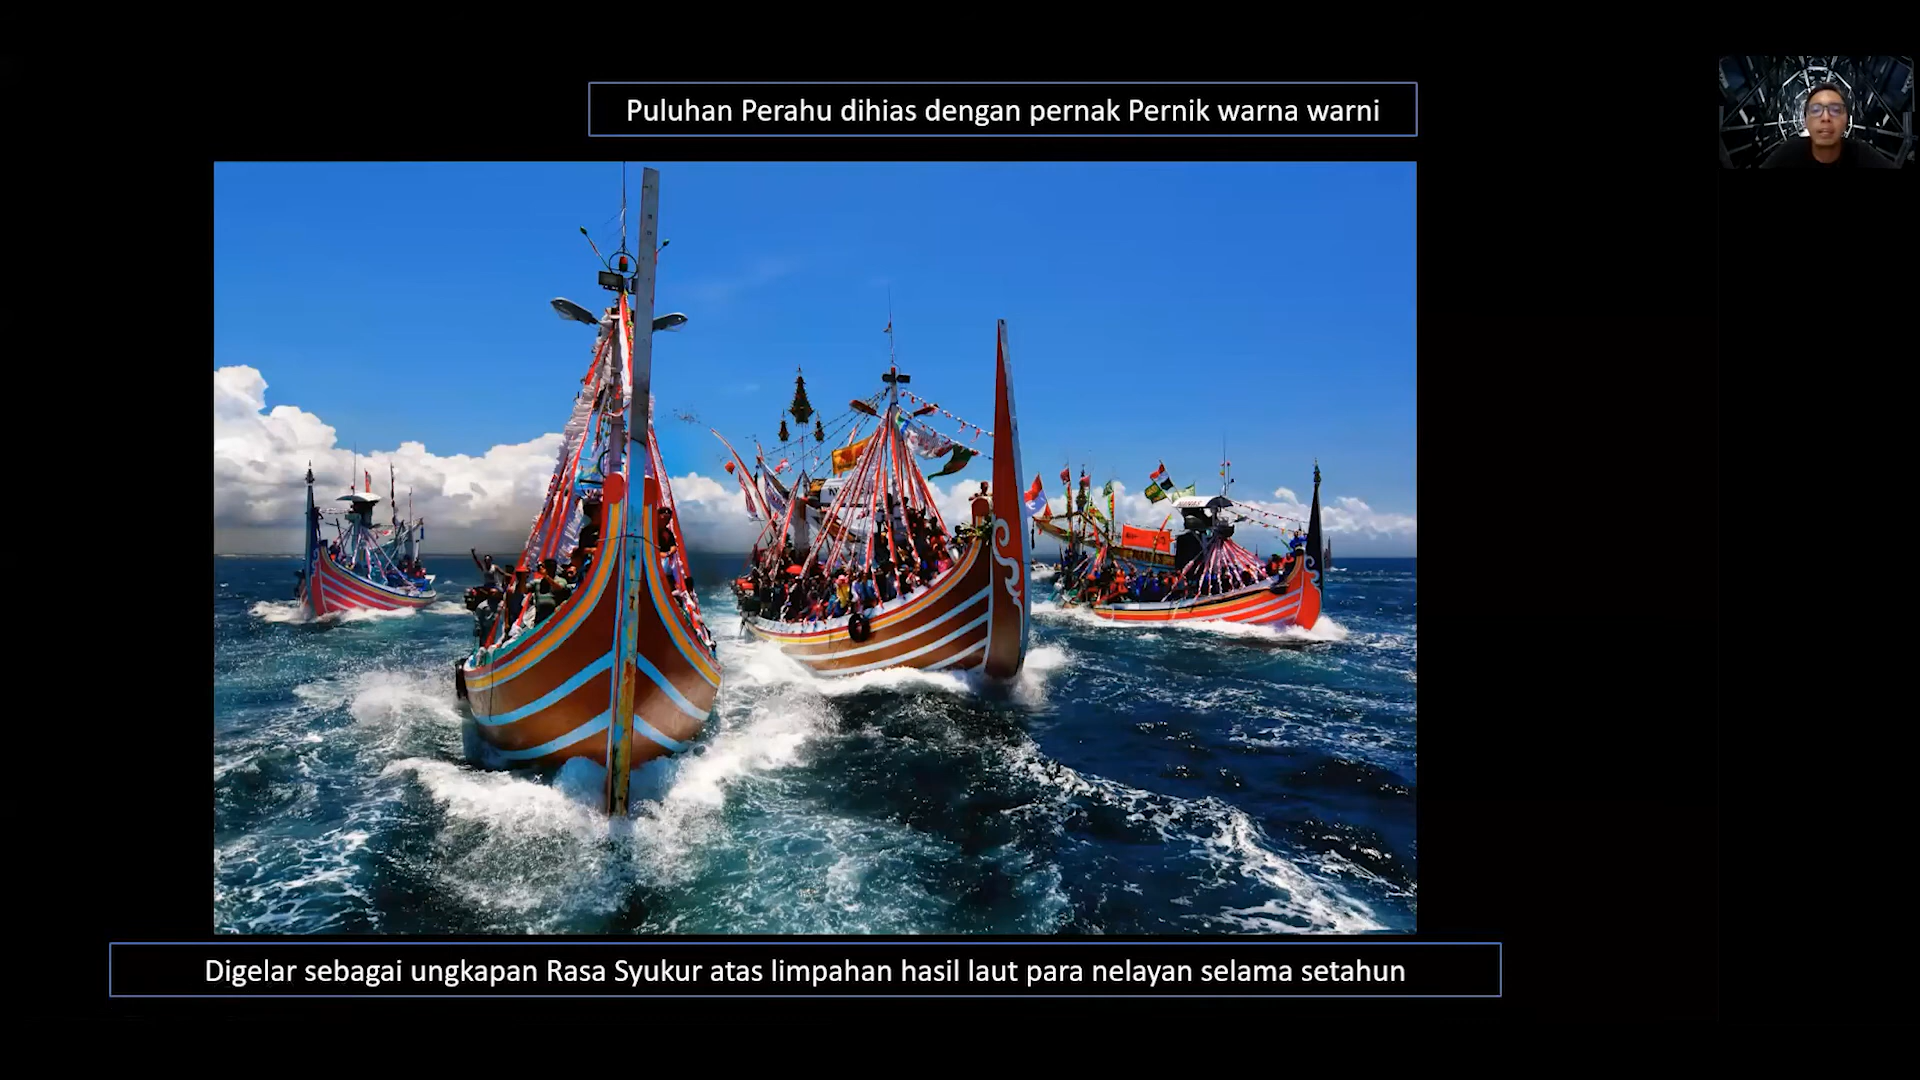 Puluhan Perahu dihias dengan pernak Pernik warna warni
Digelar sebagai ungkapan Rasa Syukur atas limpahan hasil laut para nelayan selama setahun